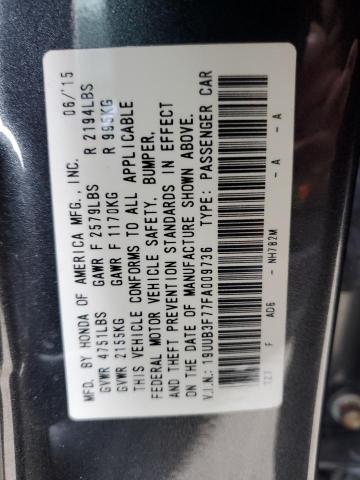 MFD. BY HONDA OF AMERICA MFG., INC. 06/'15
GVWR 4751LBS GAWR F 2579LBS R 2194LBS
GVWR 2155KG GAWR F 1170KG R 995KG
THIS VEHICLE CONFORMS TO ALL APPLICABLE
FEDERAL MOTOR VEHICLE SAFETY, BUMPER,
AND THEFT PREVENTION STANDARDS IN EFFECT
ON THE DATE OF MANUFACTURE SHOWN ABOVE.
V.I.N.: 19UUB3F77FA009736 TYPE: PASSENGER CAR
F AD6 - NH782M - A - A